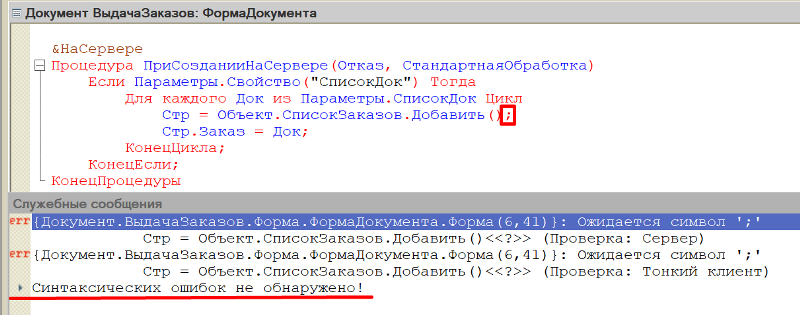 Документ ВыдачаЗаказов: ФормаДокумента
&НаСервере
Процедура ПриСозданииНаСервере(Отказ, СтандартнаяОбработка)
Если Параметры.Свойство("СписокДок") Тогда
Для каждого Док из Параметры.СписокДок Цикл
Стр = Объект.СписокЗаказов.Добавить();
Стр.Заказ = Док;
КонецЦикла;
КонецЕсли;
КонецПроцедуры
Служебные сообщения
err {Документ.ВыдачаЗаказов.Форма.ФормаДокумента.Форма(6,41)}: Ожидается символ ';'
Стр = Объект.СписокЗаказов.Добавить()<<?>> (Проверка: Сервер)
err {Документ.ВыдачаЗаказов.Форма.ФормаДокумента.Форма(6,41)}: Ожидается символ ';'
Стр = Объект.СписокЗаказов.Добавить()<<?>> (Проверка: Тонкий клиент)
Синтаксических ошибок не обнаружено!